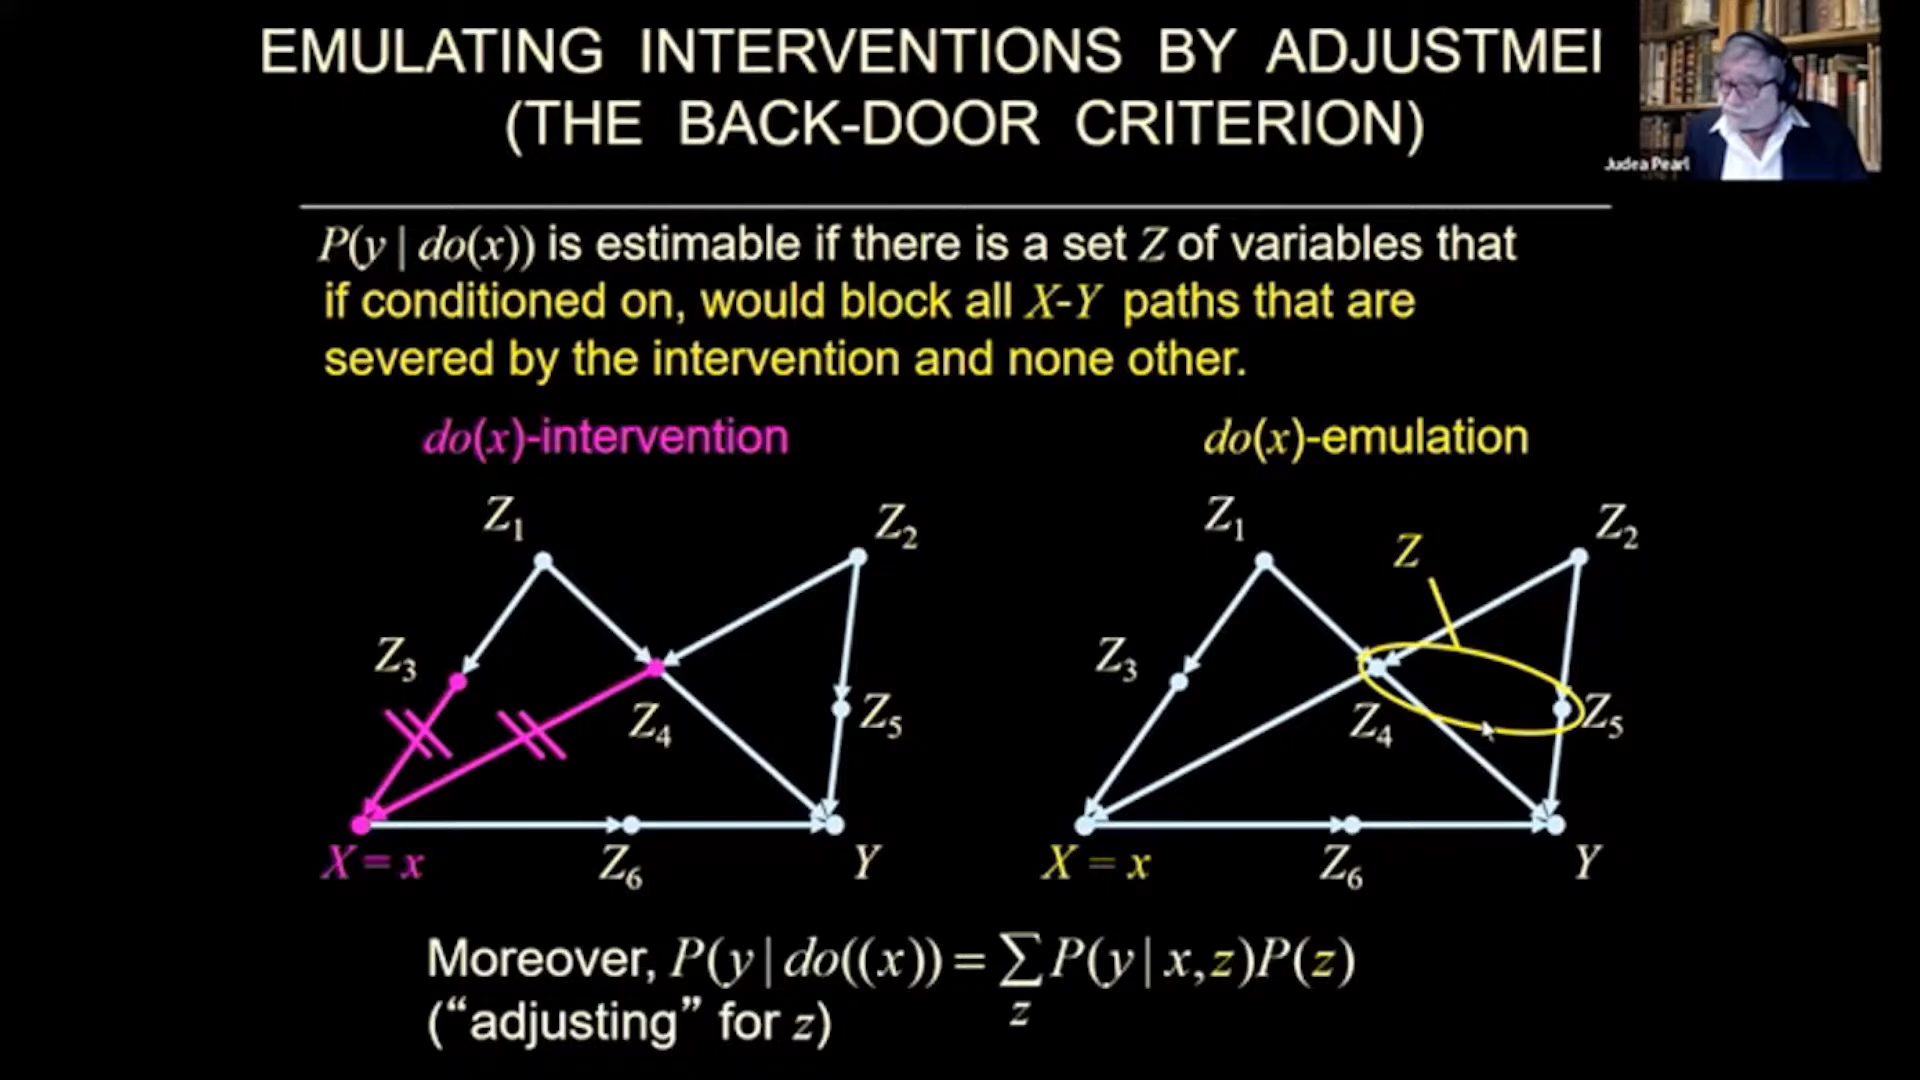 EMULATING INTERVENTIONS BY ADJUSTMEI
(THE BACK-DOOR CRITERION)
Judea Pearl
P(y | do(x)) is estimable if there is a set Z of variables that
if conditioned on, would block all X-Y paths that are
severed by the intervention and none other.
do(x)-intervention
do(x)-emulation
Z₁
Z₂
Z₃
Z₄
Z₅
X = x
Z₆
Y
Z₁
Z
Z₂
Z₃
Z₄
Z₅
X = x
Z₆
Y
Moreover, P(y | do((x)) = ∑ P(y | x, z)P(z)
z
(“adjusting” for z)